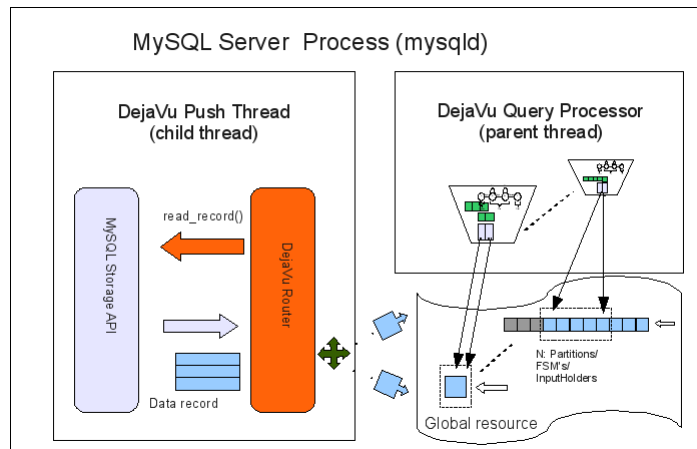 MySQL Server Process (mysqld)
DejaVu Push Thread
(child thread)
DejaVu Query Processor
(parent thread)
MySQL Storage API
read_record()
DejaVu Router
Data record
N: Partitions/
FSM's/
InputHolders
Global resource